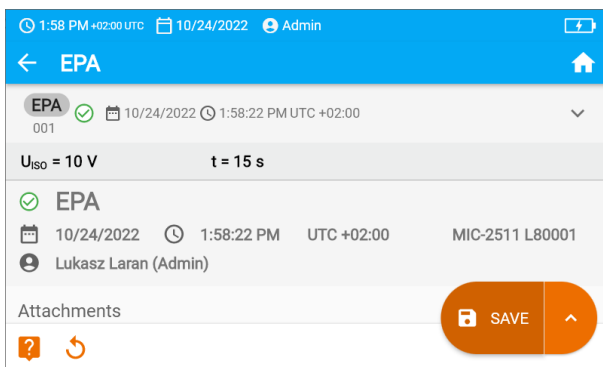 1:58 PM +02:00 UTC 10/24/2022 Admin
EPA
EPA 10/24/2022 1:58:22 PM UTC +02:00
001
UISO = 10 V t = 15 s
EPA
10/24/2022 1:58:22 PM UTC +02:00 MIC-2511 L80001
Lukasz Laran (Admin)
Attachments
SAVE
?